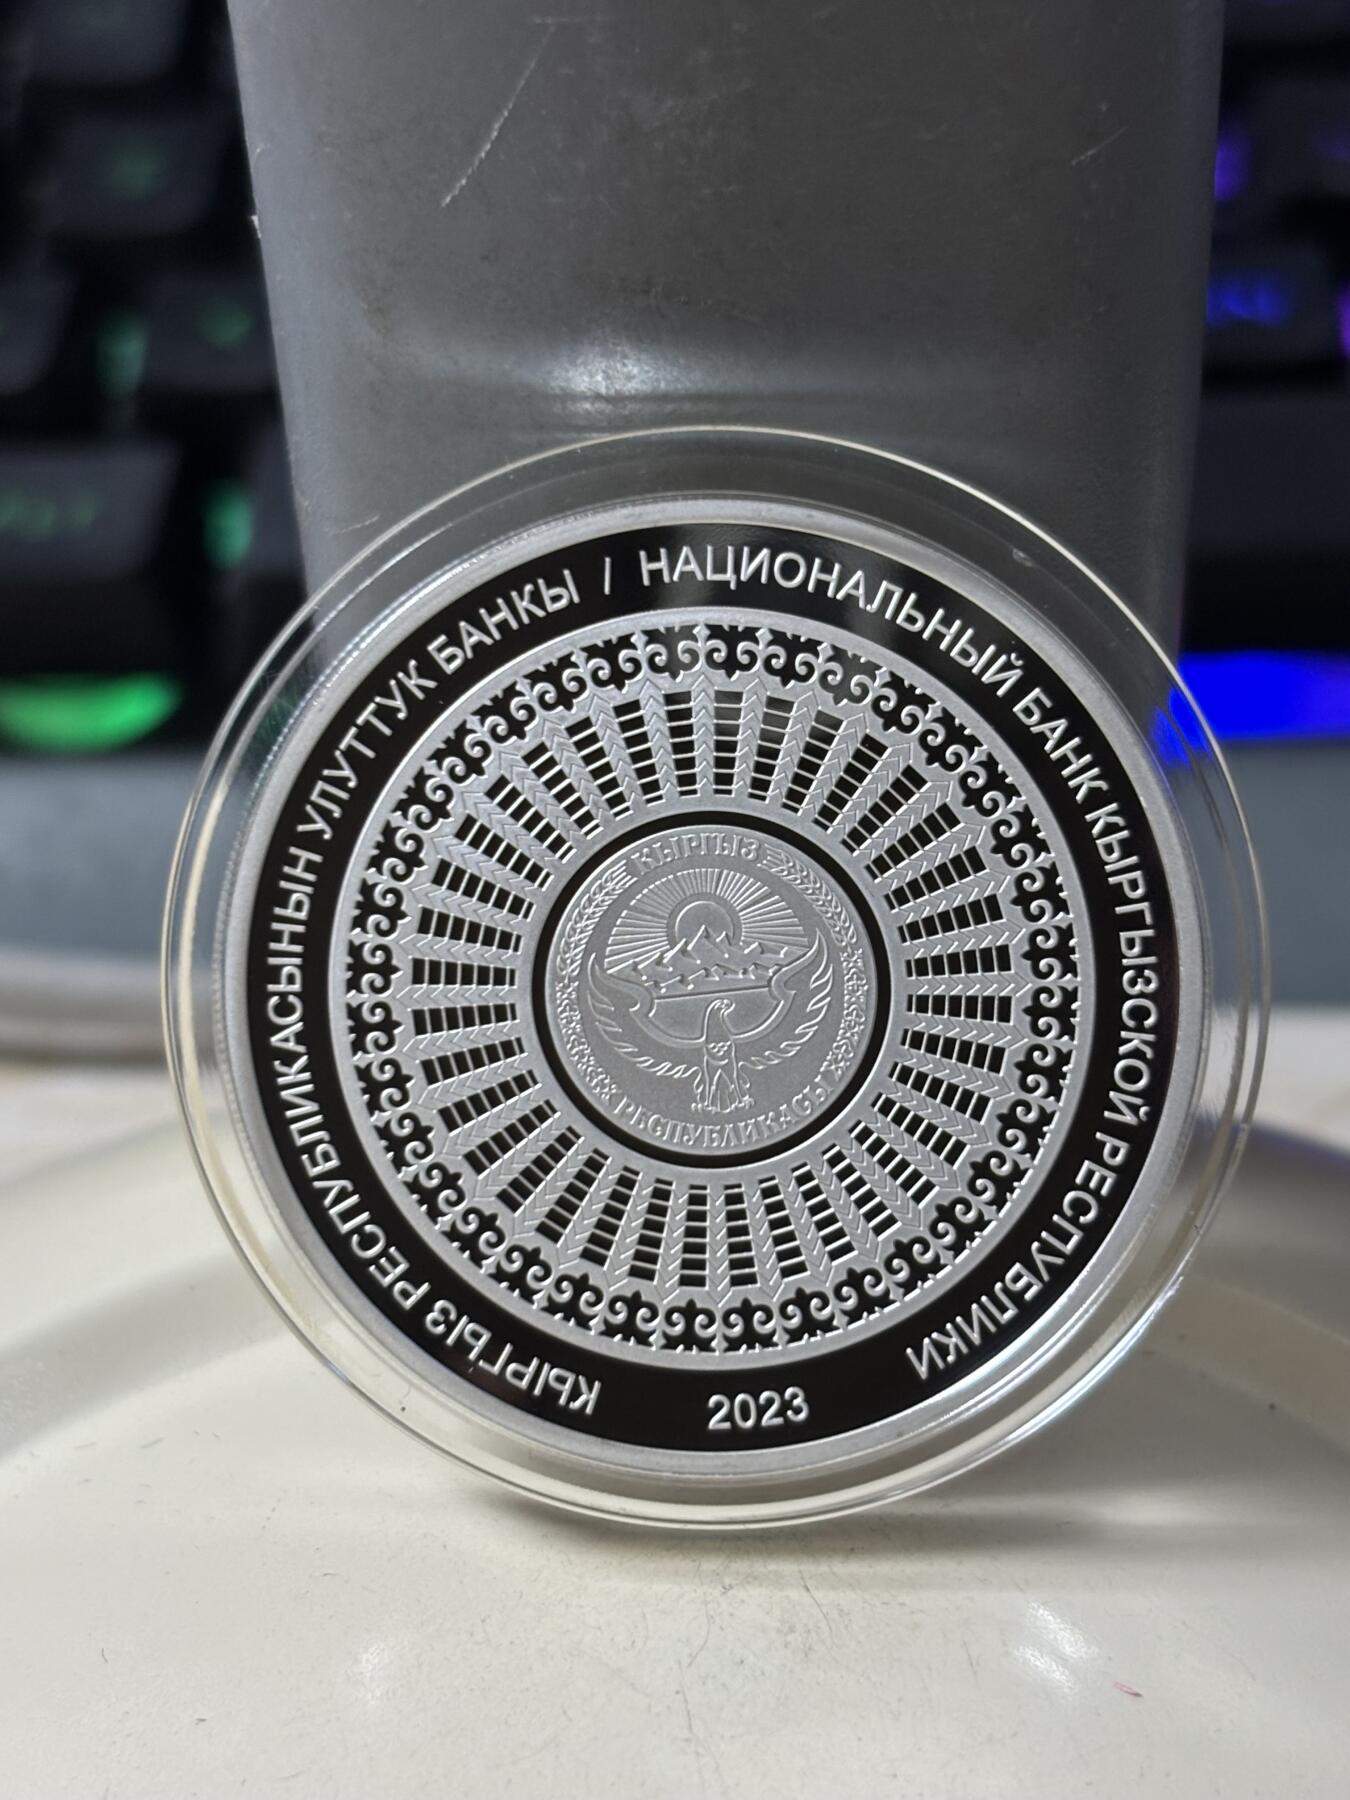 КЫРГЫЗ РЕСПУБЛИКАСЫНЫН УЛУТТУК БАНКЫ / НАЦИОНАЛЬНЫЙ БАНК КЫРГЫЗСКОЙ РЕСПУБЛИКИ
КЫРГЫЗ
РЕСПУБЛИКАСЫ
2023